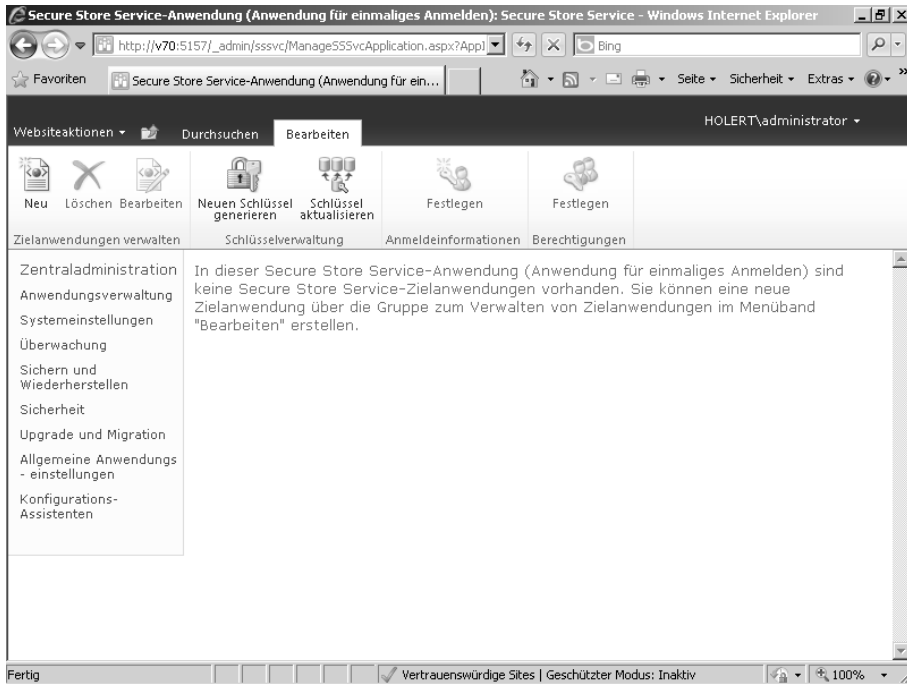 Secure Store Service-Anwendung (Anwendung für einmaliges Anmelden): Secure Store Service - Windows Internet Explorer
http://v70:5157/_admin/sssvc/ManageSSSvcApplication.aspx?Appl
Bing
Favoriten
Secure Store Service-Anwendung (Anwendung für ein...
Seite
Sicherheit
Extras
Websiteaktionen
Durchsuchen
Bearbeiten
HOLERT\administrator
Neu
Löschen
Bearbeiten
Neuen Schlüssel
generieren
Schlüssel
aktualisieren
Festlegen
Festlegen
Zielanwendungen verwalten
Schlüsselverwaltung
Anmeldeinformationen
Berechtigungen
Zentraladministration
Anwendungsverwaltung
Systemeinstellungen
Überwachung
Sichern und
Wiederherstellen
Sicherheit
Upgrade und Migration
Allgemeine Anwendungs
- einstellungen
Konfigurations-
Assistenten
In dieser Secure Store Service-Anwendung (Anwendung für einmaliges Anmelden) sind
keine Secure Store Service-Zielanwendungen vorhanden. Sie können eine neue
Zielanwendung über die Gruppe zum Verwalten von Zielanwendungen im Menüband
"Bearbeiten" erstellen.
Fertig
Vertrauenswürdige Sites | Geschützter Modus: Inaktiv
100%